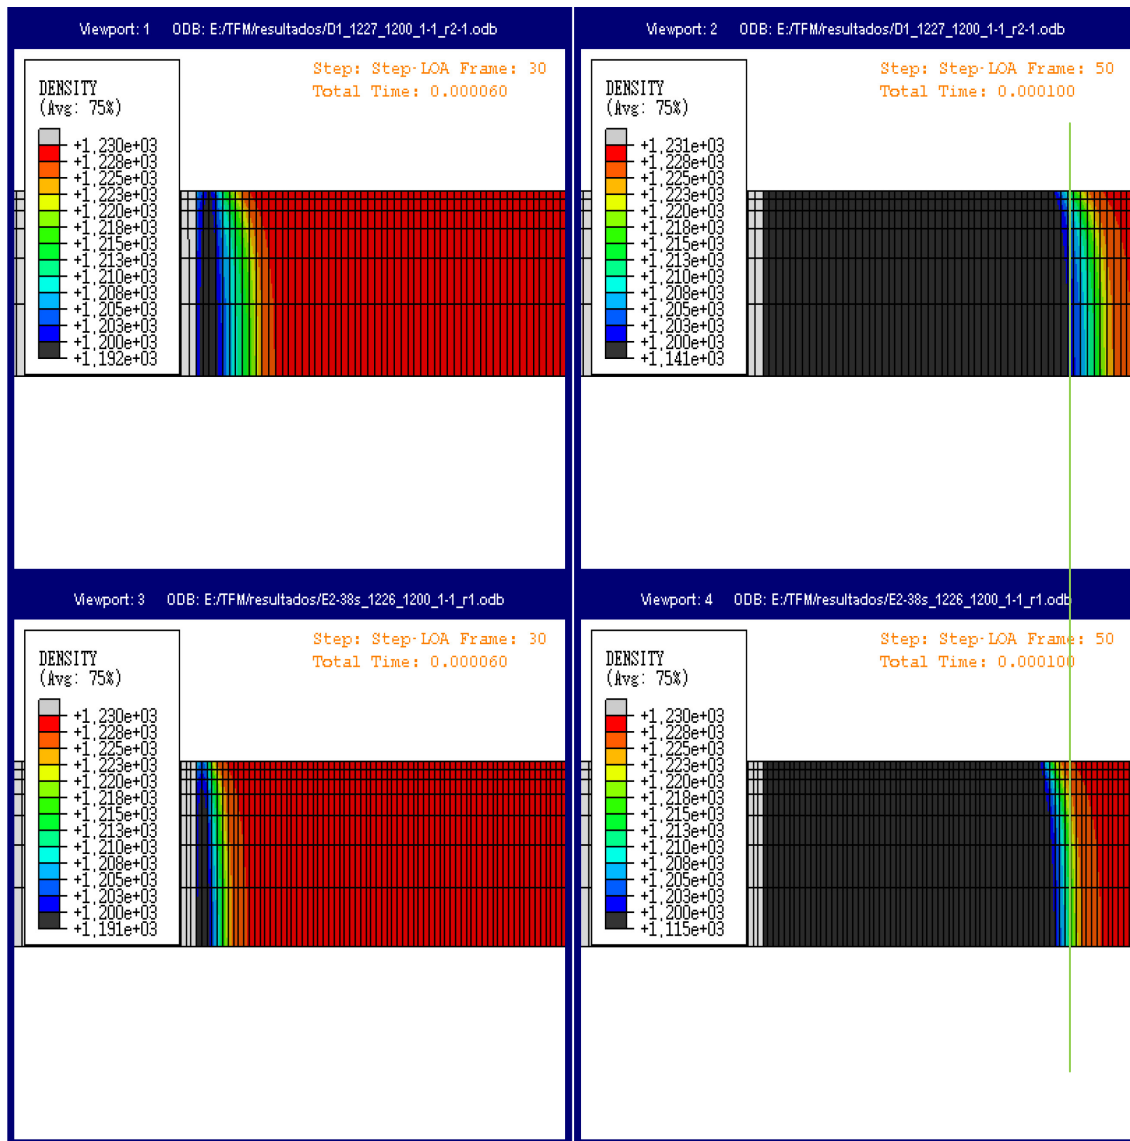 Viewport: 1 ODB: E:/TFM/resultados/D1_1227_1200_1-1_r2-1.odb
DENSITY
(Avg: 75%)
+1.230e+03
+1.228e+03
+1.225e+03
+1.223e+03
+1.220e+03
+1.218e+03
+1.215e+03
+1.213e+03
+1.210e+03
+1.208e+03
+1.205e+03
+1.203e+03
+1.200e+03
+1.192e+03
Step: Step-LOA Frame: 30
Total Time: 0.000060
Viewport: 2 ODB: E:/TFM/resultados/D1_1227_1200_1-1_r2-1.odb
DENSITY
(Avg: 75%)
+1.231e+03
+1.228e+03
+1.225e+03
+1.223e+03
+1.220e+03
+1.218e+03
+1.215e+03
+1.213e+03
+1.210e+03
+1.208e+03
+1.205e+03
+1.203e+03
+1.200e+03
+1.141e+03
Step: Step-LOA Frame: 50
Total Time: 0.000100
Viewport: 3 ODB: E:/TFM/resultados/E2-38s_1226_1200_1-1_r1.odb
DENSITY
(Avg: 75%)
+1.230e+03
+1.228e+03
+1.225e+03
+1.223e+03
+1.220e+03
+1.218e+03
+1.215e+03
+1.213e+03
+1.210e+03
+1.208e+03
+1.205e+03
+1.203e+03
+1.200e+03
+1.191e+03
Step: Step-LOA Frame: 30
Total Time: 0.000060
Viewport: 4 ODB: E:/TFM/resultados/E2-38s_1226_1200_1-1_r1.odb
DENSITY
(Avg: 75%)
+1.230e+03
+1.228e+03
+1.225e+03
+1.223e+03
+1.220e+03
+1.218e+03
+1.215e+03
+1.213e+03
+1.210e+03
+1.208e+03
+1.205e+03
+1.203e+03
+1.200e+03
+1.115e+03
Step: Step-LOA Frame: 50
Total Time: 0.000100